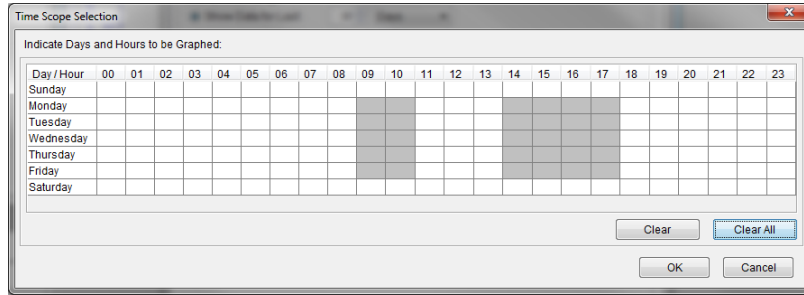 Time Scope Selection
Indicate Days and Hours to be Graphed:
Day / Hour 00 01 02 03 04 05 06 07 08 09 10 11 12 13 14 15 16 17 18 19 20 21 22 23
Sunday
Monday
Tuesday
Wednesday
Thursday
Friday
Saturday
Clear Clear All
OK Cancel